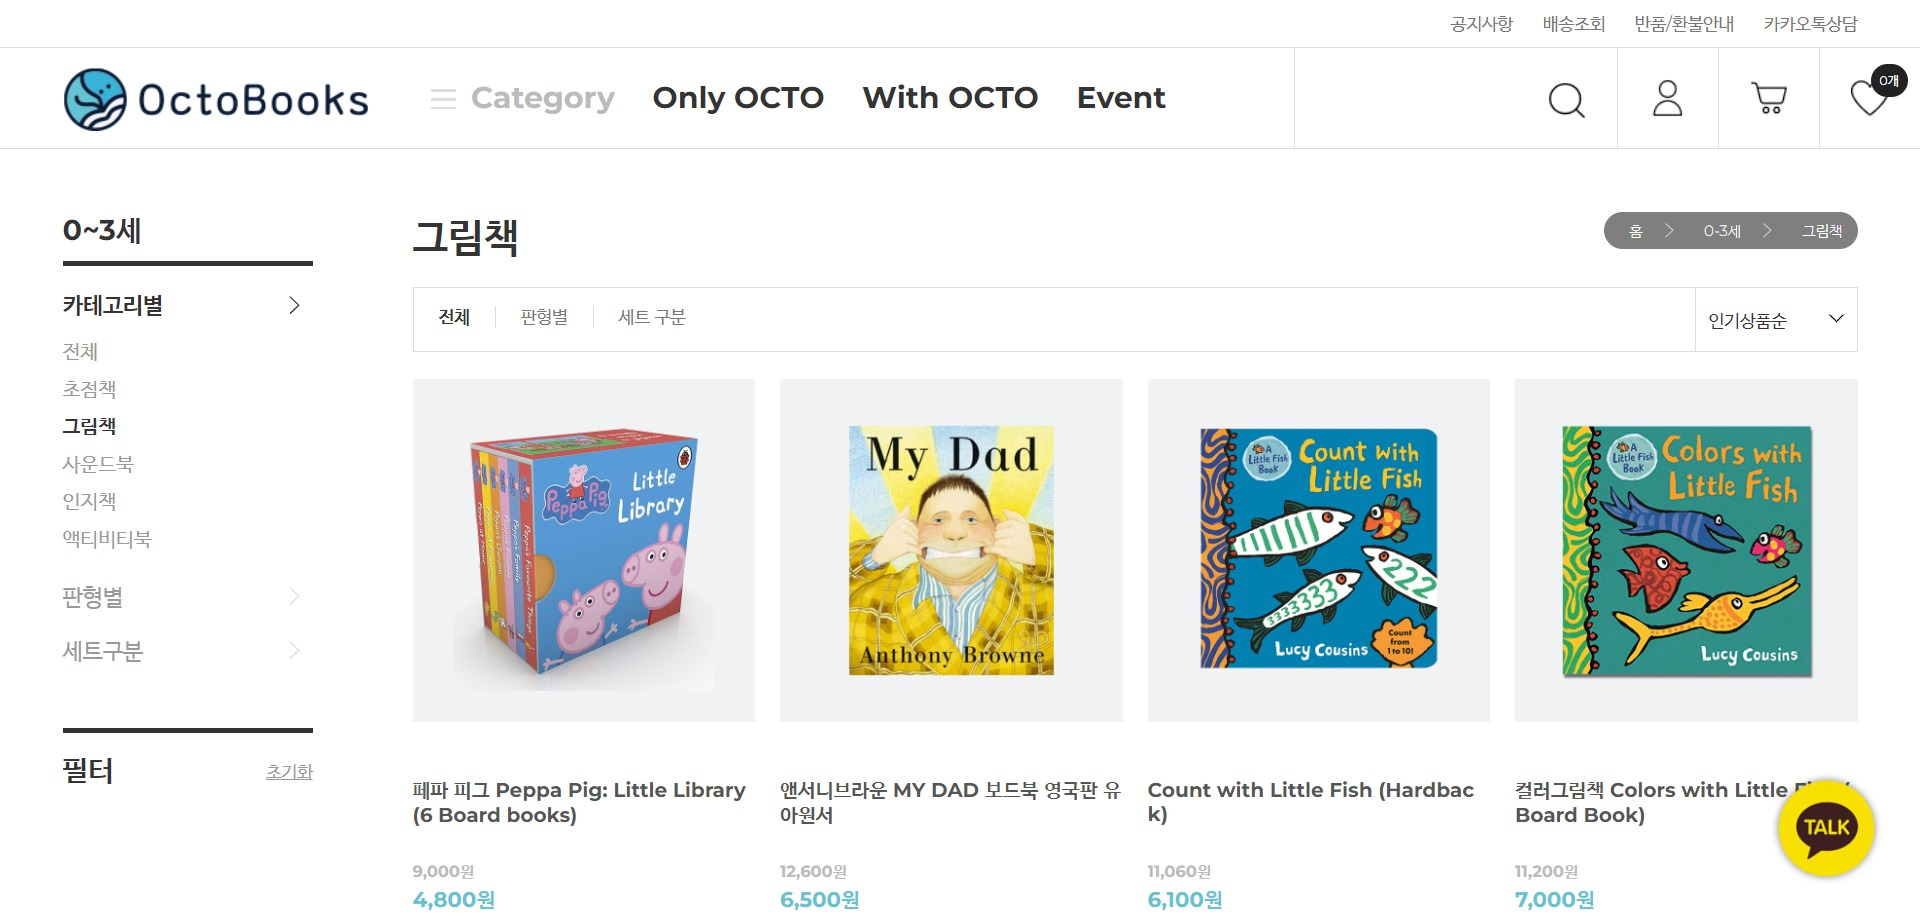 공지사항 배송조회 반품/환불안내 카카오톡상담
OctoBooks
Category Only OCTO With OCTO Event
0개
0~3세
카테고리별
전체
초점책
그림책
사운드북
인지책
액티비티북
판형별
세트구분
필터 초기화
그림책
홈 0-3세 그림책
전체 판형별 세트 구분
인기상품순
Peppa Pig
Little
Library
Peppa's Family
Peppa's Favourite Things
My Dad
Anthony Browne
A
Little Fish
Book
Count with
Little Fish
222
33333
Count
from
1 to 10!
Lucy Cousins
A
Little Fish
Book
Colors with
Little Fish
Lucy Cousins
페파 피그 Peppa Pig: Little Library
(6 Board books)
9,000원
4,800원
앤서니브라운 MY DAD 보드북 영국판 유
아원서
12,600원
6,500원
Count with Little Fish (Hardbac
k)
11,060원
6,100원
컬러그림책 Colors with Little
Board Book)
11,200원
7,000원
TALK